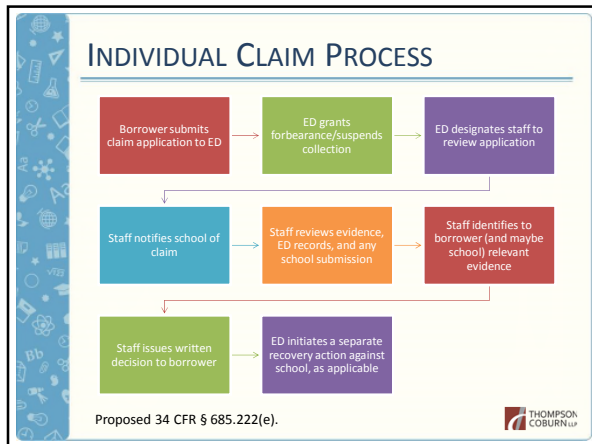 INDIVIDUAL CLAIM PROCESS
Borrower submits
claim application to ED
ED grants
forbearance/suspends
collection
ED designates staff to
review application
Staff notifies school of
claim
Staff reviews evidence,
ED records, and any
school submission
Staff identifies to
borrower (and maybe
school) relevant
evidence
Staff issues written
decision to borrower
ED initiates a separate
recovery action against
school, as applicable
Proposed 34 CFR § 685.222(e).
THOMPSON
COBURN LLP